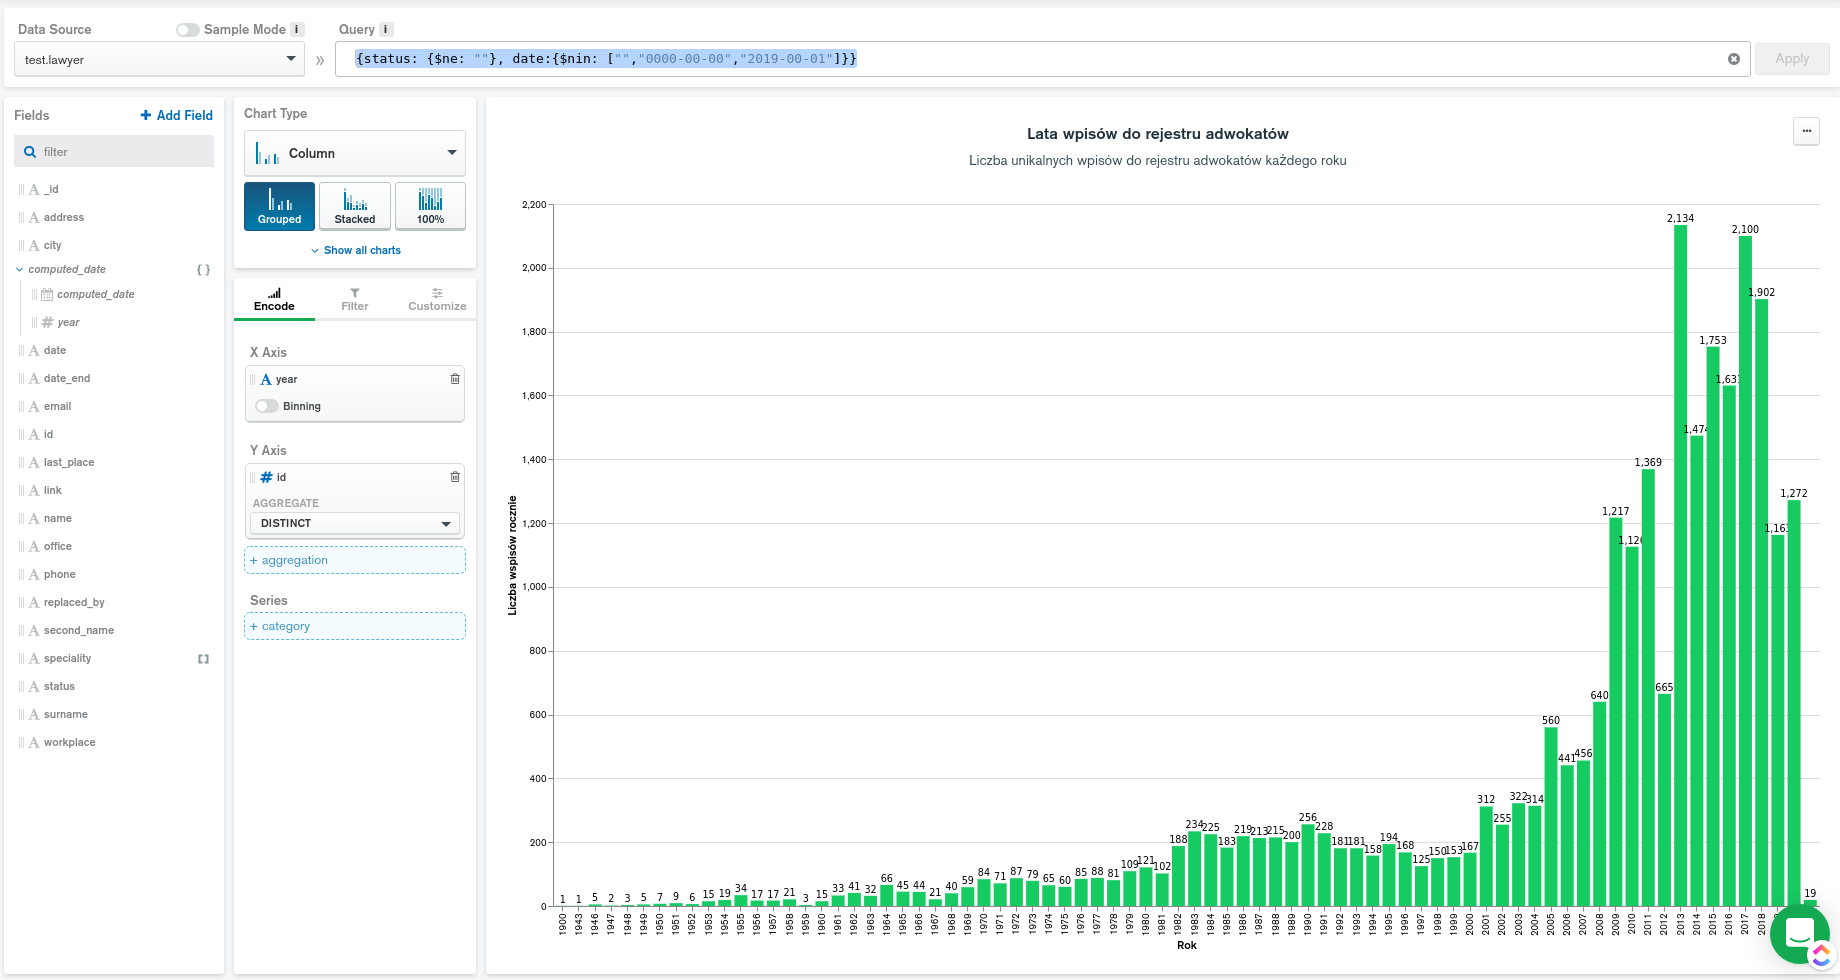 Data Source
Sample Mode i
Query i
test.lawyer
»
{status: {$ne: ""}, date:{$nin: ["","0000-00-00","2019-00-01"]}}
Apply
Fields
+ Add Field
filter
A _id
A address
A city
computed_date { }
computed_date
# year
A date
A date_end
A email
A id
A last_place
A link
A name
A office
A phone
A replaced_by
A second_name
A speciality []
A status
A surname
A workplace
Chart Type
Column
Grouped Stacked 100%
Show all charts
Encode Filter Customize
X Axis
A year
Binning
Y Axis
# id
AGGREGATE
DISTINCT
+ aggregation
Series
+ category
Lata wpisów do rejestru adwokatów
...
Liczba unikalnych wpisów do rejestru adwokatów każdego roku
Liczba wspisów rocznie
2,200
2,000
1,800
1,600
1,400
1,200
1,000
800
600
400
200
0
1 1 5 2 3 5 7 9 6 15 19 34 17 17 21 3 15 33 41 32 66 45 44 21 40 59 84 71 87 79 65 60 85 88 81 109 121 102 188 234 225 183 219 213 215 200 256 228 181 181 158 194 168 125 150 153 167 312 255 322 314 560 441 456 640 1,217 1,126 1,369 665 2,134 1,474 1,753 1,631 2,100 1,902 1,163 1,272 19
1900 1943 1946 1947 1948 1949 1950 1951 1952 1953 1954 1955 1956 1957 1958 1959 1960 1961 1962 1963 1964 1965 1966 1967 1968 1969 1970 1971 1972 1973 1974 1975 1976 1977 1978 1979 1980 1981 1982 1983 1984 1985 1986 1987 1988 1989 1990 1991 1992 1993 1994 1995 1996 1997 1998 1999 2000 2001 2002 2003 2004 2005 2006 2007 2008 2009 2010 2011 2012 2013 2014 2015 2016 2017 2018
Rok